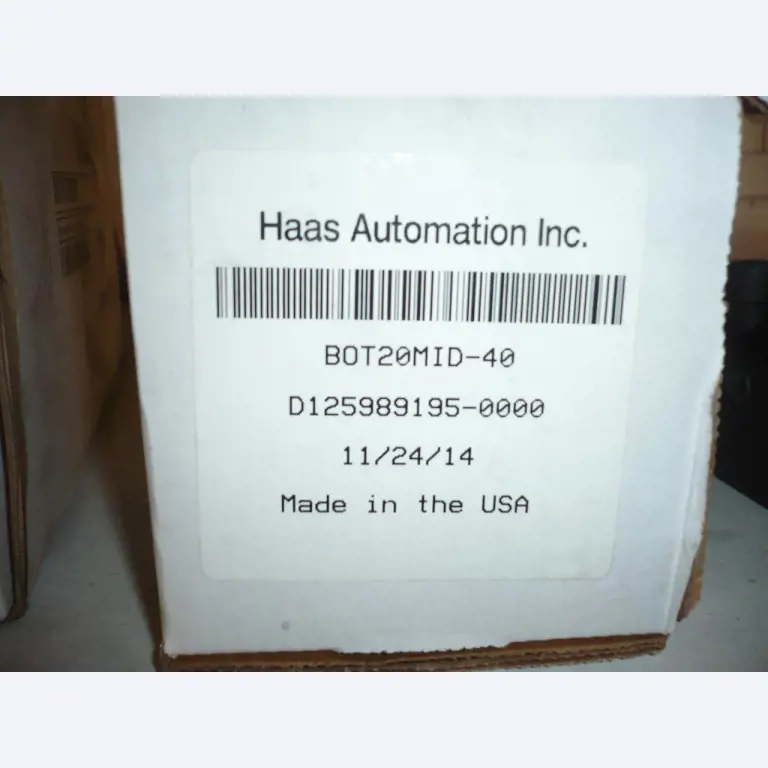 Haas Automation Inc.
BOT20MID-40
D125989195-0000
11/24/14
Made in the USA